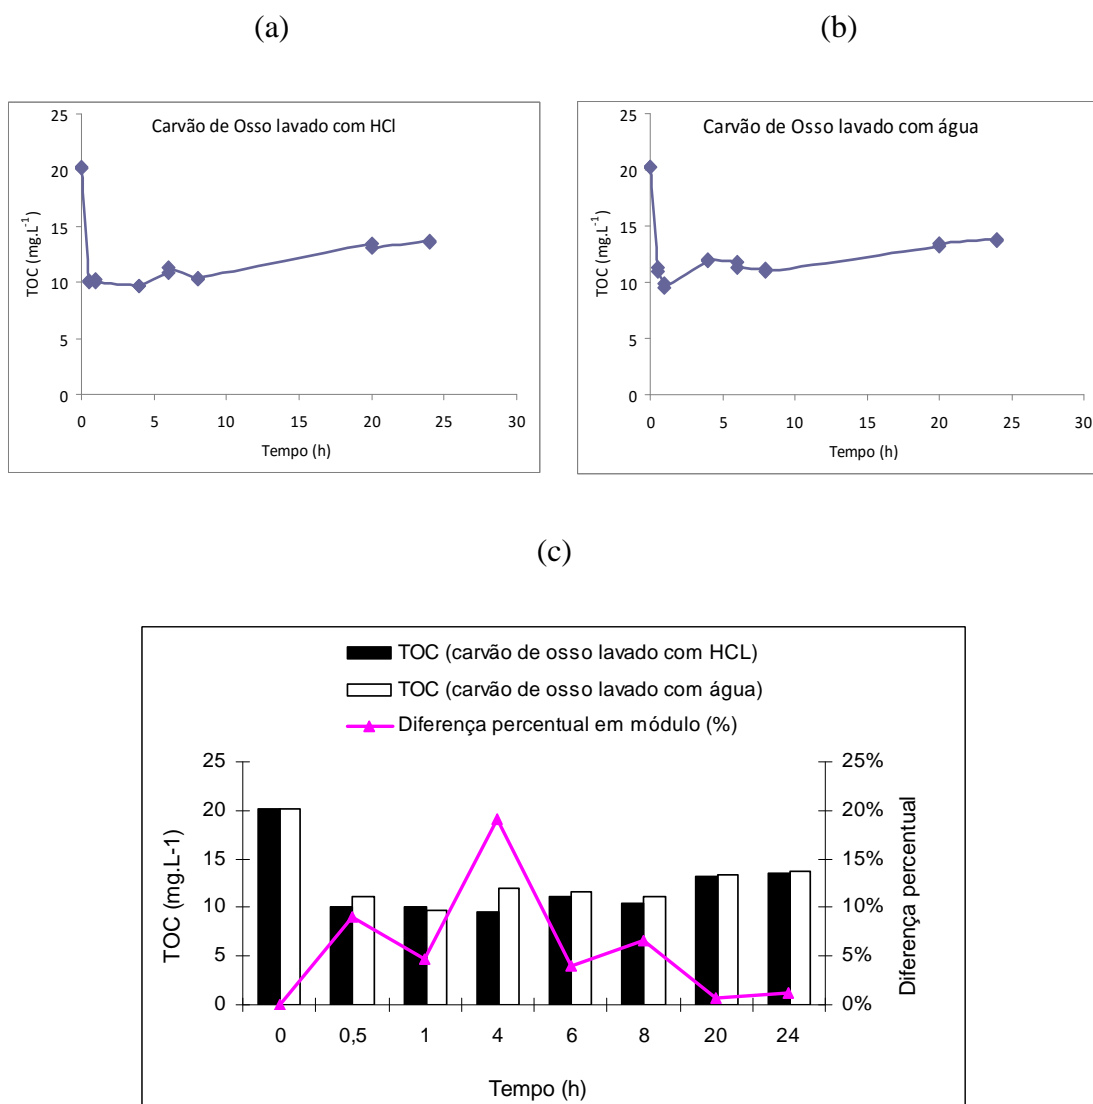 (a)
(b)
Carvão de Osso lavado com HCl
25
20
15
10
5
0
TOC (mg.L-1)
0 5 10 15 20 25 30
Tempo (h)
Carvão de Osso lavado com água
25
20
15
10
5
0
TOC (mg.L-1)
0 5 10 15 20 25 30
Tempo (h)
(c)
TOC (carvão de osso lavado com HCL)
TOC (carvão de osso lavado com água)
Diferença percentual em módulo (%)
25
20
15
10
5
0
TOC (mg.L-1)
25%
20%
15%
10%
5%
0%
Diferença percentual
0 0,5 1 4 6 8 20 24
Tempo (h)